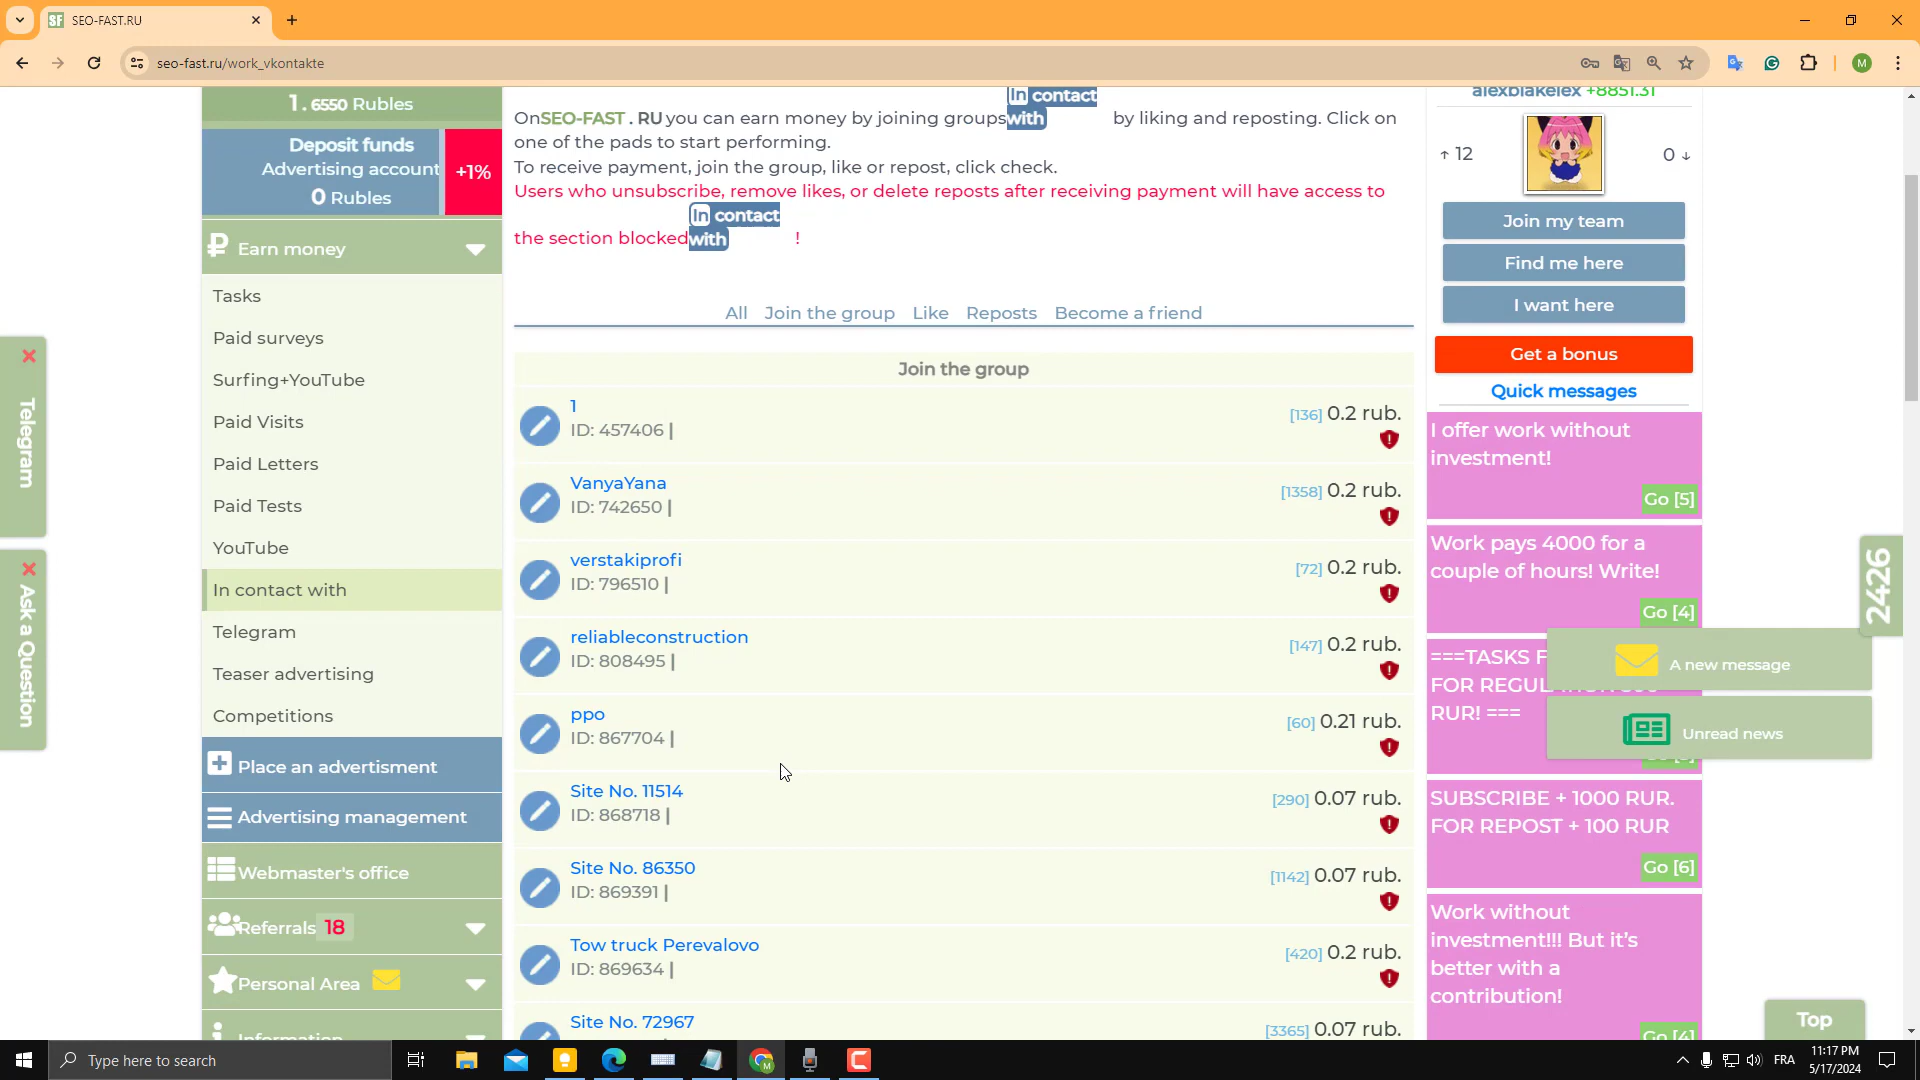 SEO-FAST.RU
seo-fast.ru/work_vkontakte
M
1. 6550 Rubles
Deposit funds
Advertising account
0 Rubles
+1%
Earn money
Tasks
Paid surveys
Surfing+YouTube
Paid Visits
Paid Letters
Paid Tests
YouTube
In contact with
Telegram
Teaser advertising
Competitions
Place an advertisment
Advertising management
Webmaster's office
Referrals 18
Personal Area
Information
Telegram
Ask a Question
In contact
On SEO-FAST . RU you can earn money by joining groups with by liking and reposting. Click on
one of the pads to start performing.
To receive payment, join the group, like or repost, click check.
Users who unsubscribe, remove likes, or delete reposts after receiving payment will have access to
In contact
the section blocked with !
All Join the group Like Reposts Become a friend
Join the group
1
ID: 457406 |
[136] 0.2 rub.
VanyaYana
ID: 742650 |
[1358] 0.2 rub.
verstakiprofi
ID: 796510 |
[72] 0.2 rub.
reliableconstruction
ID: 808495 |
[147] 0.2 rub.
ppo
ID: 867704 |
[60] 0.21 rub.
Site No. 11514
ID: 868718 |
[290] 0.07 rub.
Site No. 86350
ID: 869391 |
[1142] 0.07 rub.
Tow truck Perevalovo
ID: 869634 |
[420] 0.2 rub.
Site No. 72967
[3365] 0.07 rub.
alexblakelex +8851.31
↑ 12
0 ↓
Join my team
Find me here
I want here
Get a bonus
Quick messages
I offer work without
investment!
Go [5]
Work pays 4000 for a
couple of hours! Write!
Go [4]
===TASKS F
FOR REGUL
RUR! ===
A new message
Unread news
SUBSCRIBE + 1000 RUR.
FOR REPOST + 100 RUR
Go [6]
Work without
investment!!! But it's
better with a
contribution!
Go [4]
2426
Top
Type here to search
FRA
11:17 PM
5/17/2024